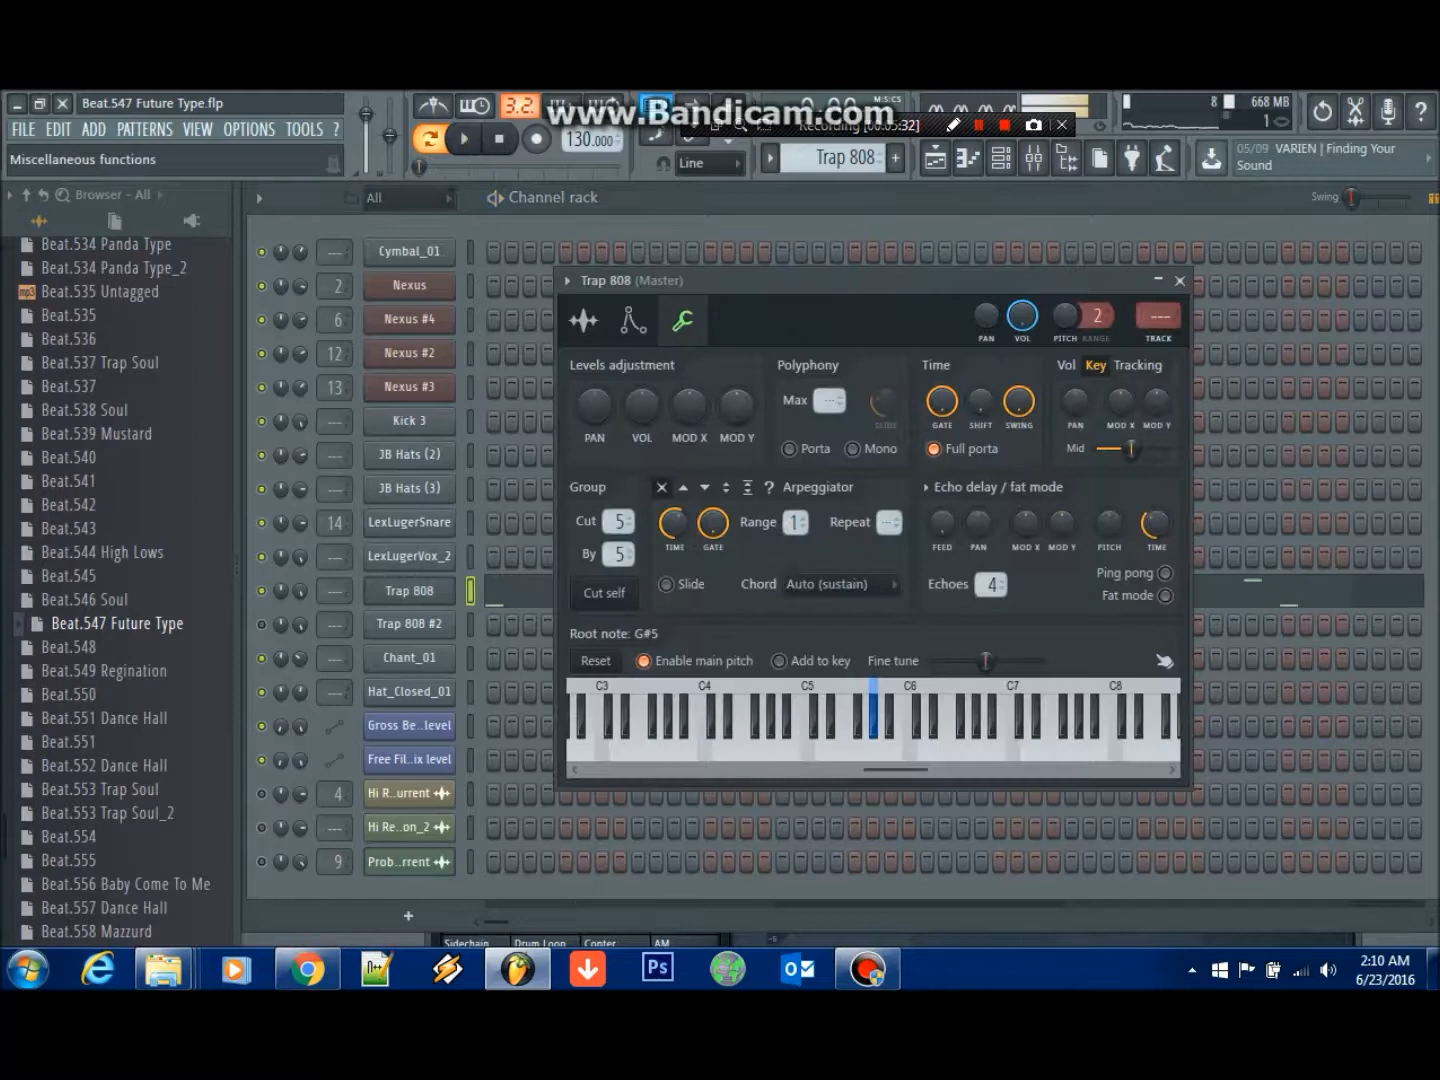 www.Bandicam.com
Beat.547 Future Type.flp
FILE EDIT ADD PATTERNS VIEW OPTIONS TOOLS ?
Miscellaneous functions
3.2
130.000
M:S:CS
Recording [00:05:32]
Line
Trap 808
+
8
668 MB
1
?
05/09 VARIEN | Finding Your
Sound
Browser - All
All
Channel rack
Swing
Beat.534 Panda Type
Beat.534 Panda Type_2
mp3 Beat.535 Untagged
Beat.535
Beat.536
Beat.537 Trap Soul
Beat.537
Beat.538 Soul
Beat.539 Mustard
Beat.540
Beat.541
Beat.542
Beat.543
Beat.544 High Lows
Beat.545
Beat.546 Soul
Beat.547 Future Type
Beat.548
Beat.549 Regination
Beat.550
Beat.551 Dance Hall
Beat.551
Beat.552 Dance Hall
Beat.553 Trap Soul
Beat.553 Trap Soul_2
Beat.554
Beat.555
Beat.556 Baby Come To Me
Beat.557 Dance Hall
Beat.558 Mazzurd
--- Cymbal_01
2 Nexus
6 Nexus #4
12 Nexus #2
13 Nexus #3
--- Kick 3
--- JB Hats (2)
--- JB Hats (3)
14 LexLugerSnare
--- LexLugerVox_2
--- Trap 808
--- Trap 808 #2
--- Chant_01
--- Hat_Closed_01
Gross Be..level
Free Fil..ix level
4 Hi R..urrent
--- Hi Re..on_2
9 Prob..rrent
+
Trap 808 (Master)
2
---
PAN VOL PITCH RANGE TRACK
Levels adjustment
PAN VOL MOD X MOD Y
Polyphony
Max ---
SLIDE
Porta Mono
Time
GATE SHIFT SWING
Full porta
Vol Key Tracking
PAN MOD X MOD Y
Mid
Group
Cut 5
By 5
Cut self
? Arpeggiator
TIME GATE
Range 1 Repeat ---
Slide Chord Auto (sustain)
Echo delay / fat mode
FEED PAN MOD X MOD Y PITCH TIME
Echoes 4
Ping pong
Fat mode
Root note: G#5
Reset Enable main pitch Add to key Fine tune
C3 C4 C5 C6 C7 C8
Sidechain Drum Loop Conter AM
Ps
2:10 AM
6/23/2016